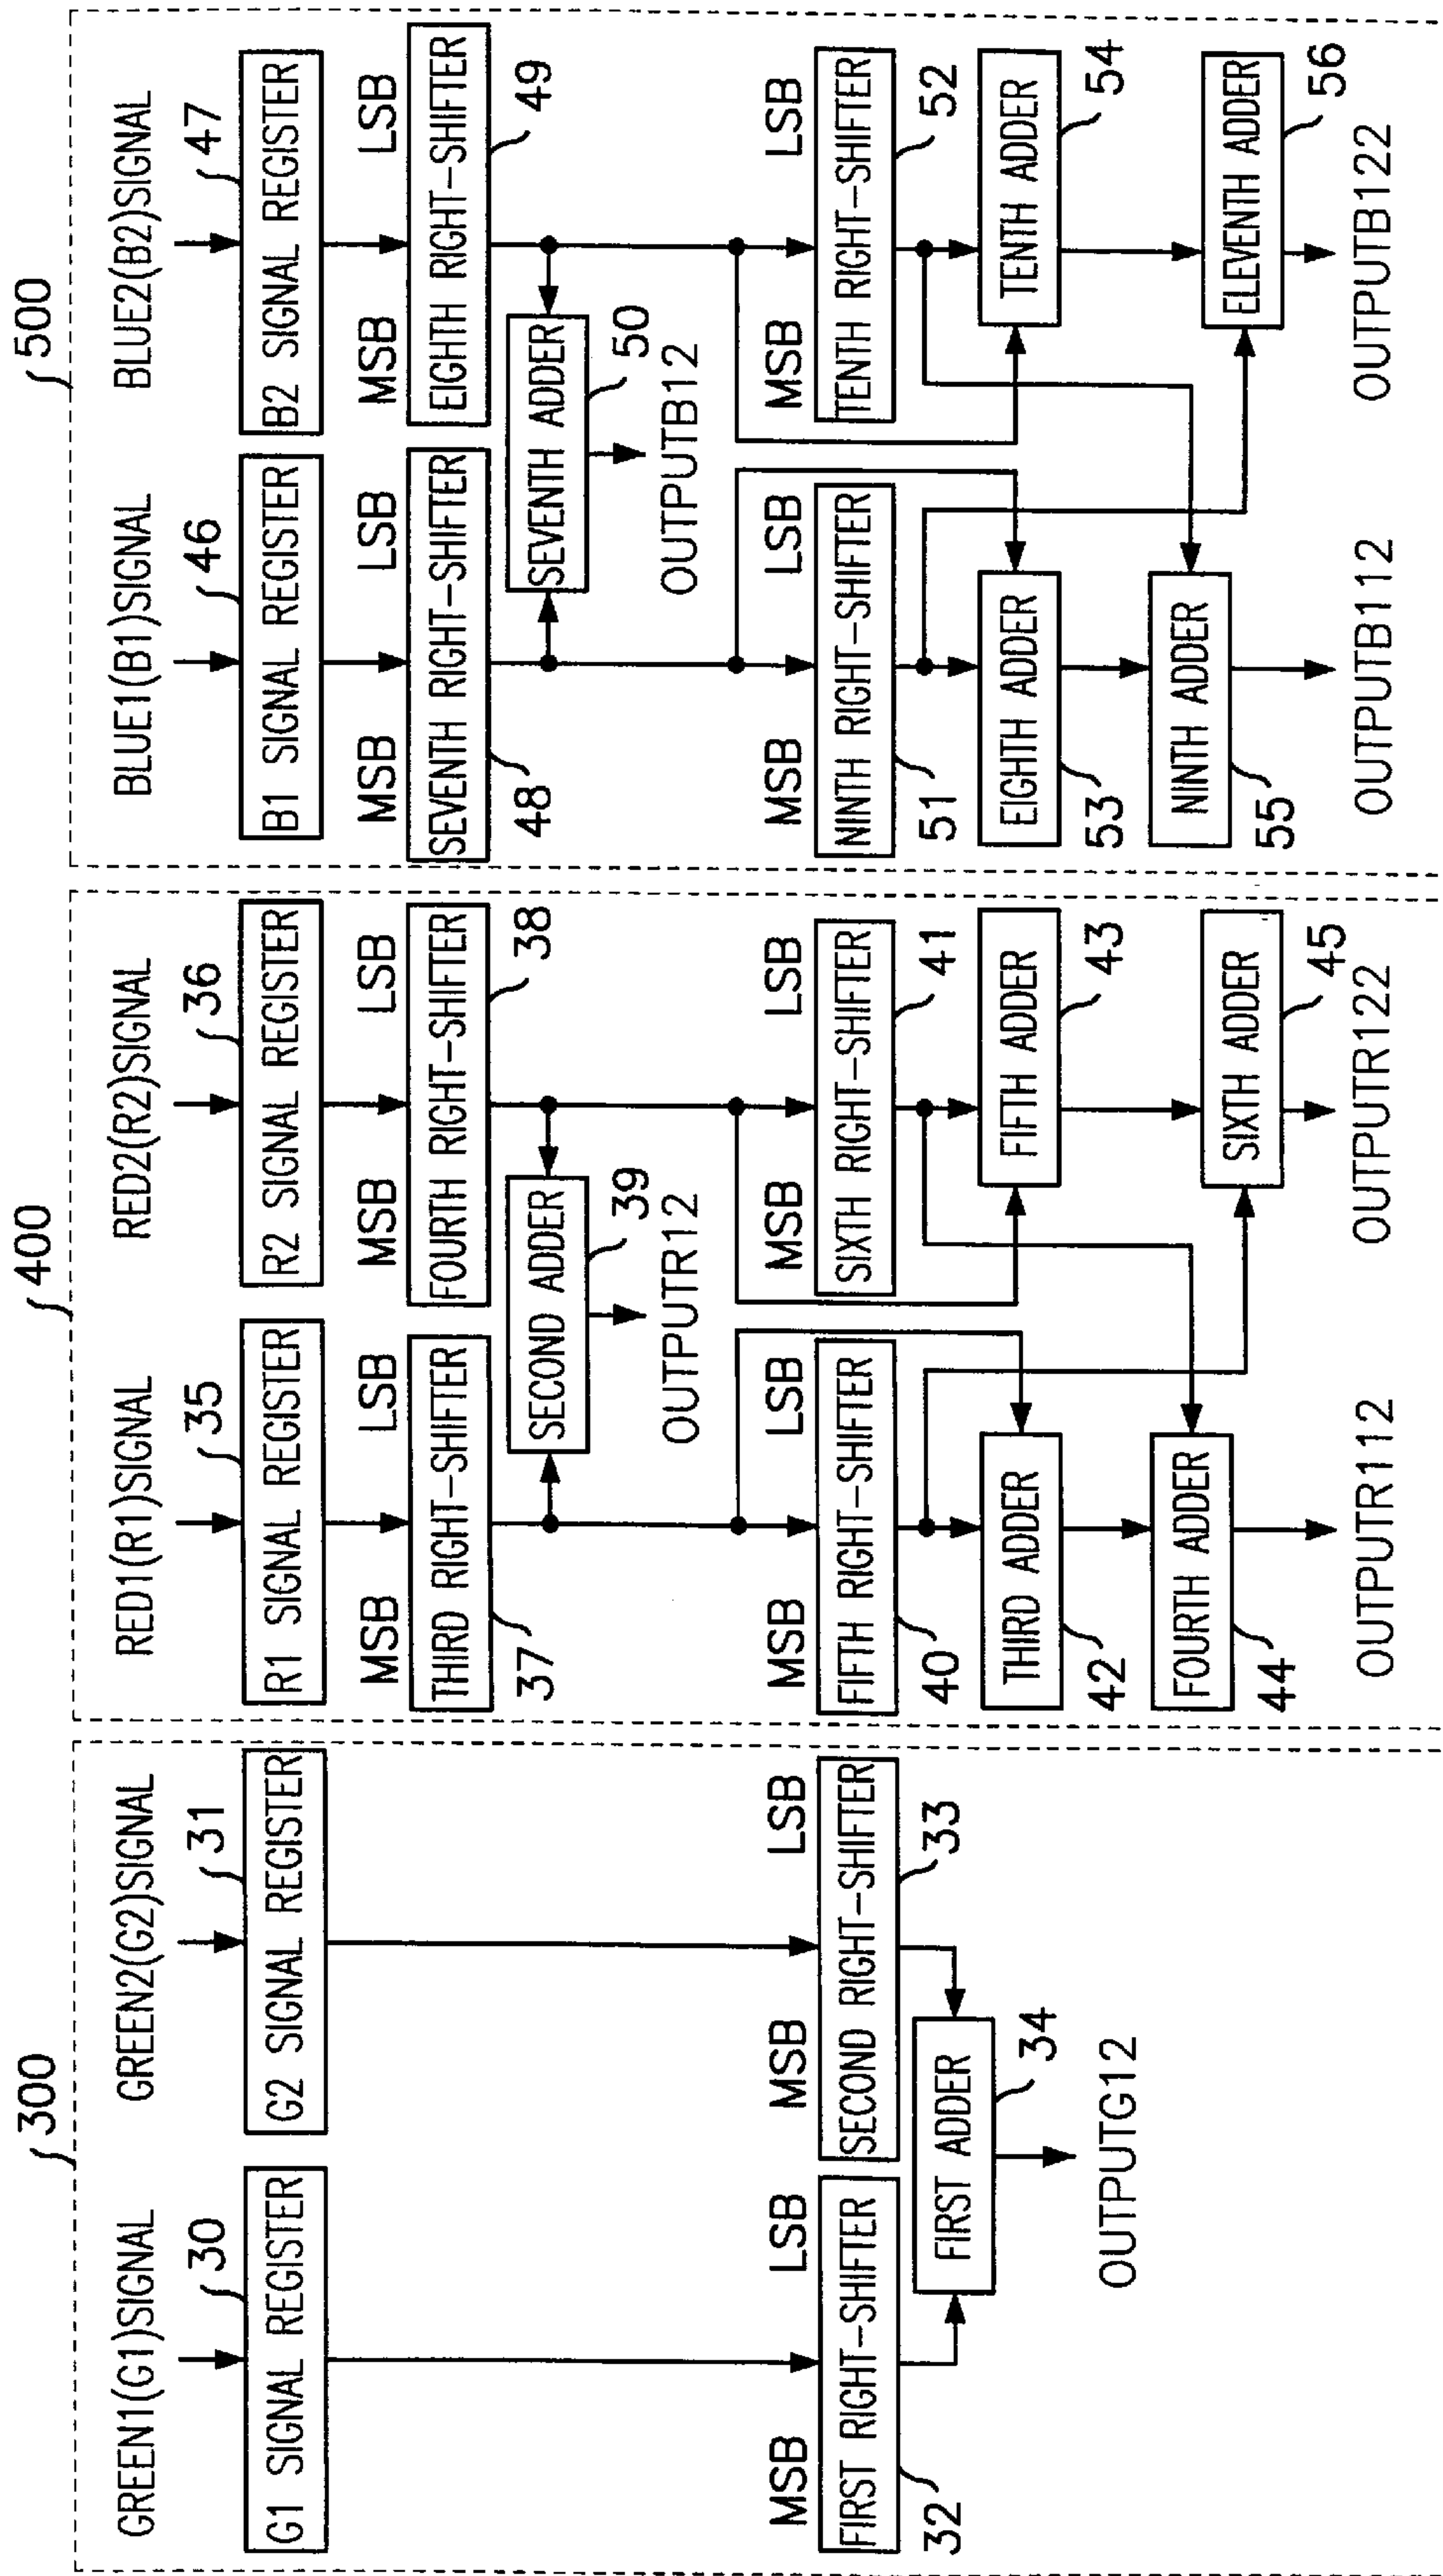 300
GREEN1(G1)SIGNAL
GREEN2(G2)SIGNAL
30
31
G1 SIGNAL REGISTER
G2 SIGNAL REGISTER
MSB
LSB
MSB
LSB
FIRST RIGHT-SHIFTER
SECOND RIGHT-SHIFTER
32
33
FIRST ADDER
34
OUTPUTG12
400
RED1(R1)SIGNAL
RED2(R2)SIGNAL
35
36
R1 SIGNAL REGISTER
R2 SIGNAL REGISTER
MSB
LSB
MSB
LSB
THIRD RIGHT-SHIFTER
FOURTH RIGHT-SHIFTER
37
38
SECOND ADDER
39
OUTPUTR12
MSB
LSB
MSB
LSB
FIFTH RIGHT-SHIFTER
SIXTH RIGHT-SHIFTER
40
41
THIRD ADDER
FIFTH ADDER
42
43
FOURTH ADDER
SIXTH ADDER
44
45
OUTPUTR112
OUTPUTR122
500
BLUE1(B1)SIGNAL
BLUE2(B2)SIGNAL
46
47
B1 SIGNAL REGISTER
B2 SIGNAL REGISTER
MSB
LSB
MSB
LSB
SEVENTH RIGHT-SHIFTER
EIGHTH RIGHT-SHIFTER
48
49
SEVENTH ADDER
50
OUTPUTB12
MSB
LSB
MSB
LSB
NINTH RIGHT-SHIFTER
TENTH RIGHT-SHIFTER
51
52
EIGHTH ADDER
TENTH ADDER
53
54
NINTH ADDER
ELEVENTH ADDER
55
56
OUTPUTB112
OUTPUTB122